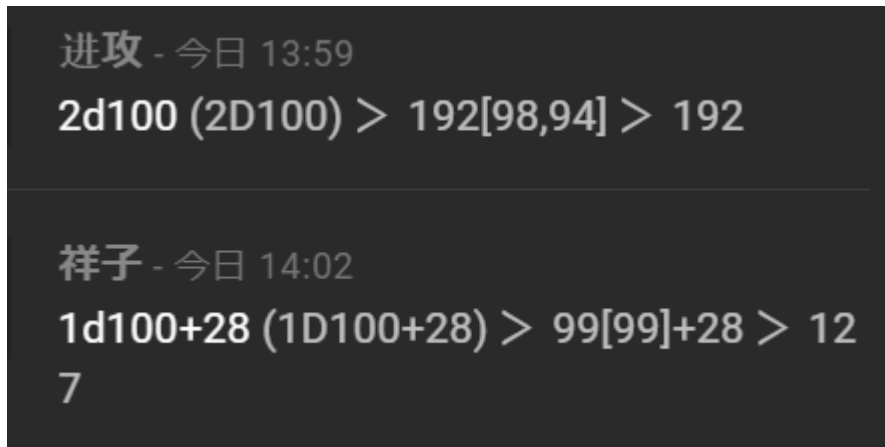 进攻 - 今日 13:59
2d100 (2D100) ＞ 192[98,94] ＞ 192
祥子 - 今日 14:02
1d100+28 (1D100+28) ＞ 99[99]+28 ＞ 12
7